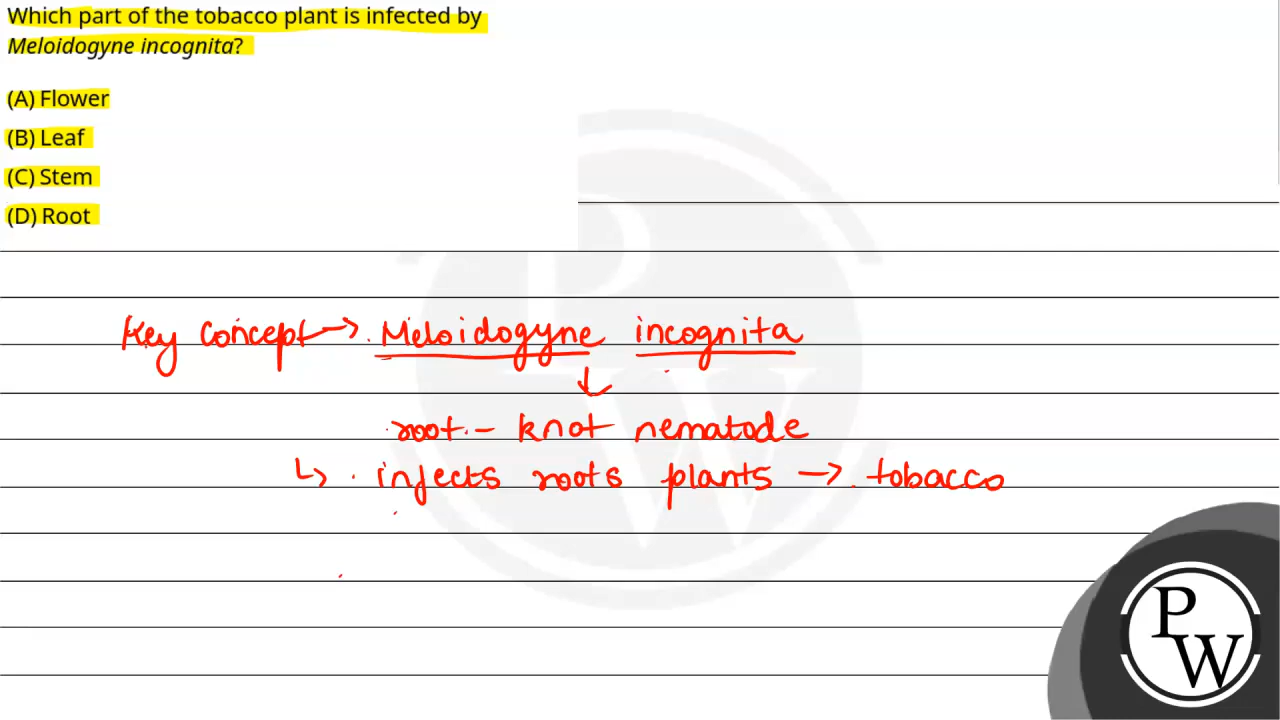 Which part of the tobacco plant is infected by
Meloidogyne incognita?
(A) Flower
(B) Leaf
(C) Stem
(D) Root
Key concept → Meloidogyne incognita
↓
root - knot nematode
↳ infects roots plants → tobacco
PW
PW